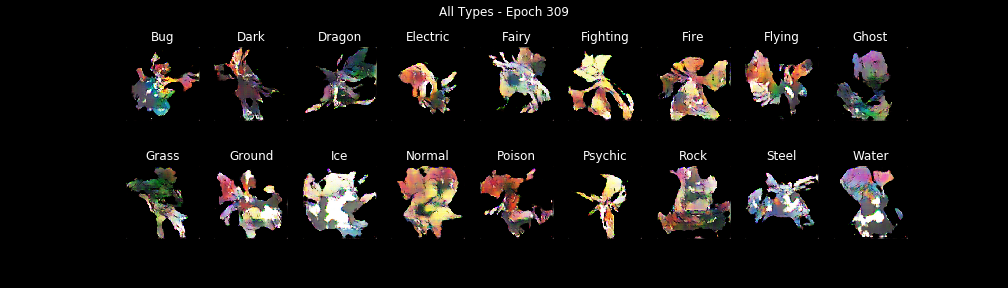 All Types - Epoch 309
Bug Dark Dragon Electric Fairy Fighting Fire Flying Ghost
Grass Ground Ice Normal Poison Psychic Rock Steel Water